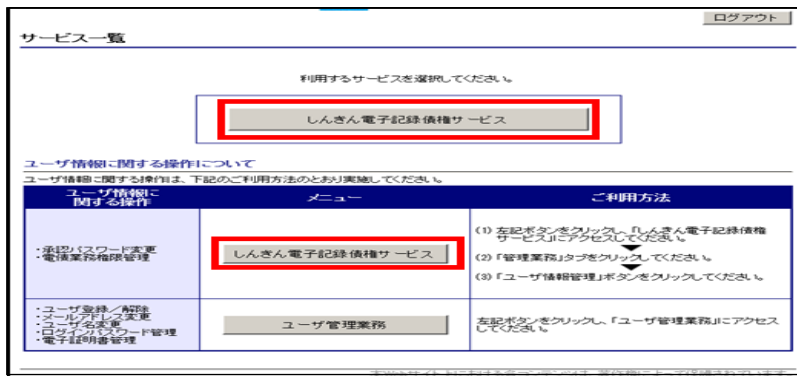 ログアウト
サービス一覧
利用するサービスを選択してください。
しんきん電子記録債権サービス
ユーザ情報に関する操作について
ユーザ情報に関する操作は、下記のご利用方法のとおり実施してください。
ユーザ情報に
関する操作
メニュー
ご利用方法
・承認パスワード変更
・電債業務権限管理
しんきん電子記録債権サービス
(1) 左記ボタンをクリックし、「しんきん電子記録債権
サービス」にアクセスしてください。
(2) 「管理業務」タブをクリックしてください。
(3) 「ユーザ情報管理」ボタンをクリックしてください。
・ユーザ登録/解除
・メールアドレス変更
・ユーザ名変更
・ログインパスワード管理
・電子証明書管理
ユーザ管理業務
左記ボタンをクリックし、「ユーザ管理業務」にアクセス
してください。